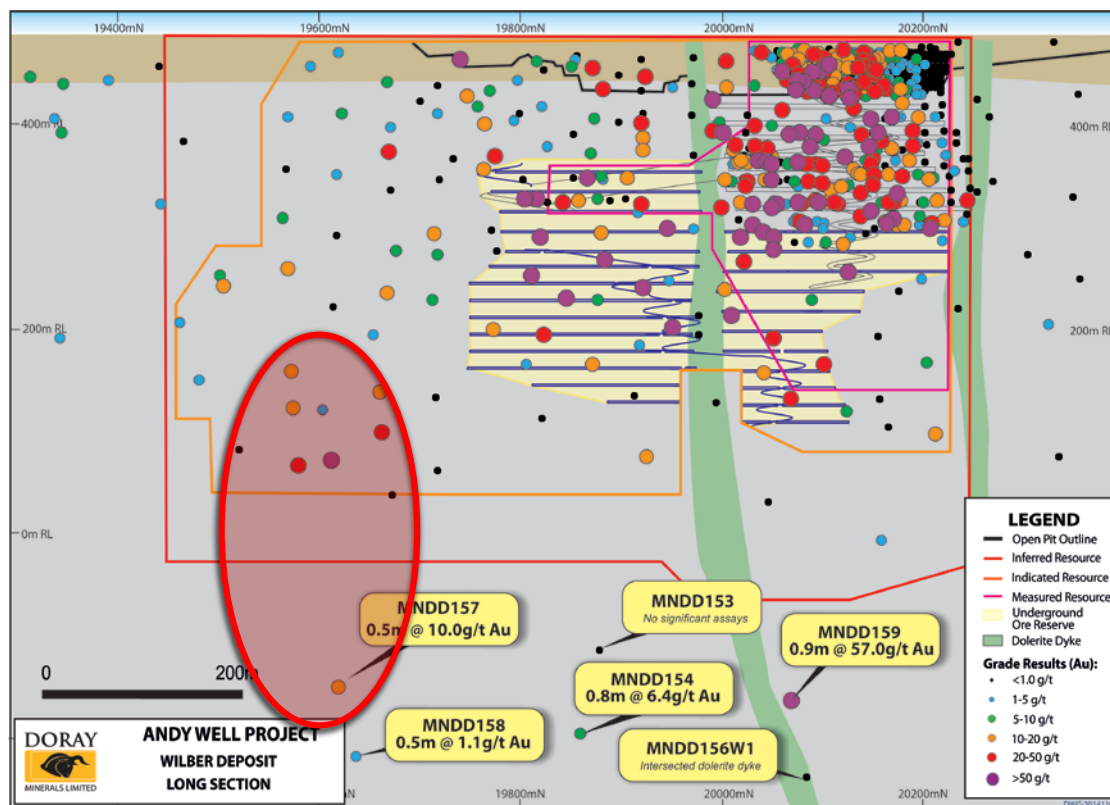 19400mN 19600mN 19800mN 20000mN 20200mN
400m RL 400m RL
200m RL 200m RL
0m RL
MNDD157
0.5m @ 10.0g/t Au
MNDD153
No significant assays
MNDD159
0.9m @ 57.0g/t Au
MNDD154
0.8m @ 6.4g/t Au
MNDD158
0.5m @ 1.1g/t Au
MNDD156W1
Intersected dolerite dyke
0 200m
DORAY
MINERALS LIMITED
ANDY WELL PROJECT
WILBER DEPOSIT
LONG SECTION
LEGEND
Open Pit Outline
Inferred Resource
Indicated Resource
Measured Resource
Underground
Ore Reserve
Dolerite Dyke
Grade Results (Au):
<1.0 g/t
1-5 g/t
5-10 g/t
10-20 g/t
20-50 g/t
>50 g/t
19800mN 20000mN 20200mN